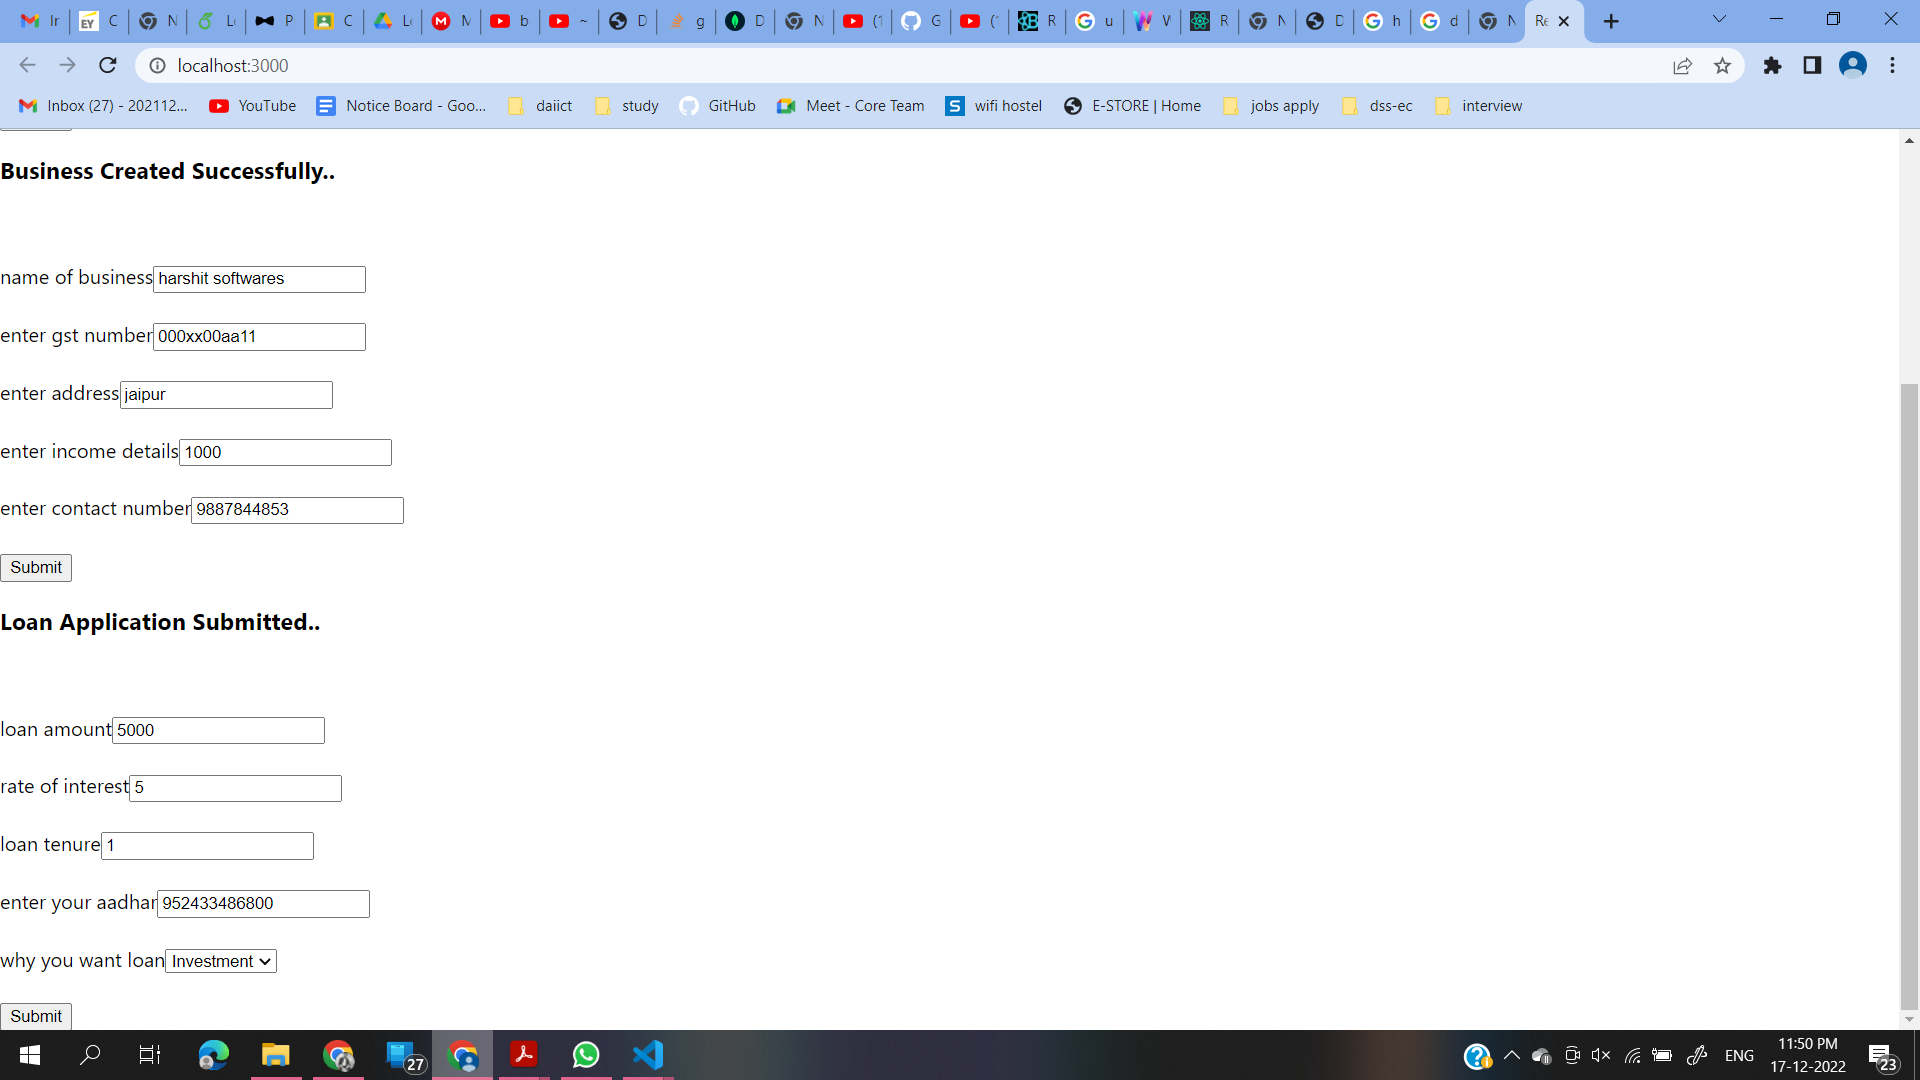 Ir C N L P C L M b ~ D g D N (1 G (1 R u W R N D h d N Re
localhost:3000
Inbox (27) - 202112... YouTube Notice Board - Goo... daiict study GitHub Meet - Core Team wifi hostel E-STORE | Home jobs apply dss-ec interview
Business Created Successfully..
name of business harshit softwares
enter gst number 000xx00aa11
enter address jaipur
enter income details 1000
enter contact number 9887844853
Submit
Loan Application Submitted..
loan amount 5000
rate of interest 5
loan tenure 1
enter your aadhar 952433486800
why you want loan Investment
Submit
27 ENG 11:50 PM
17-12-2022 23